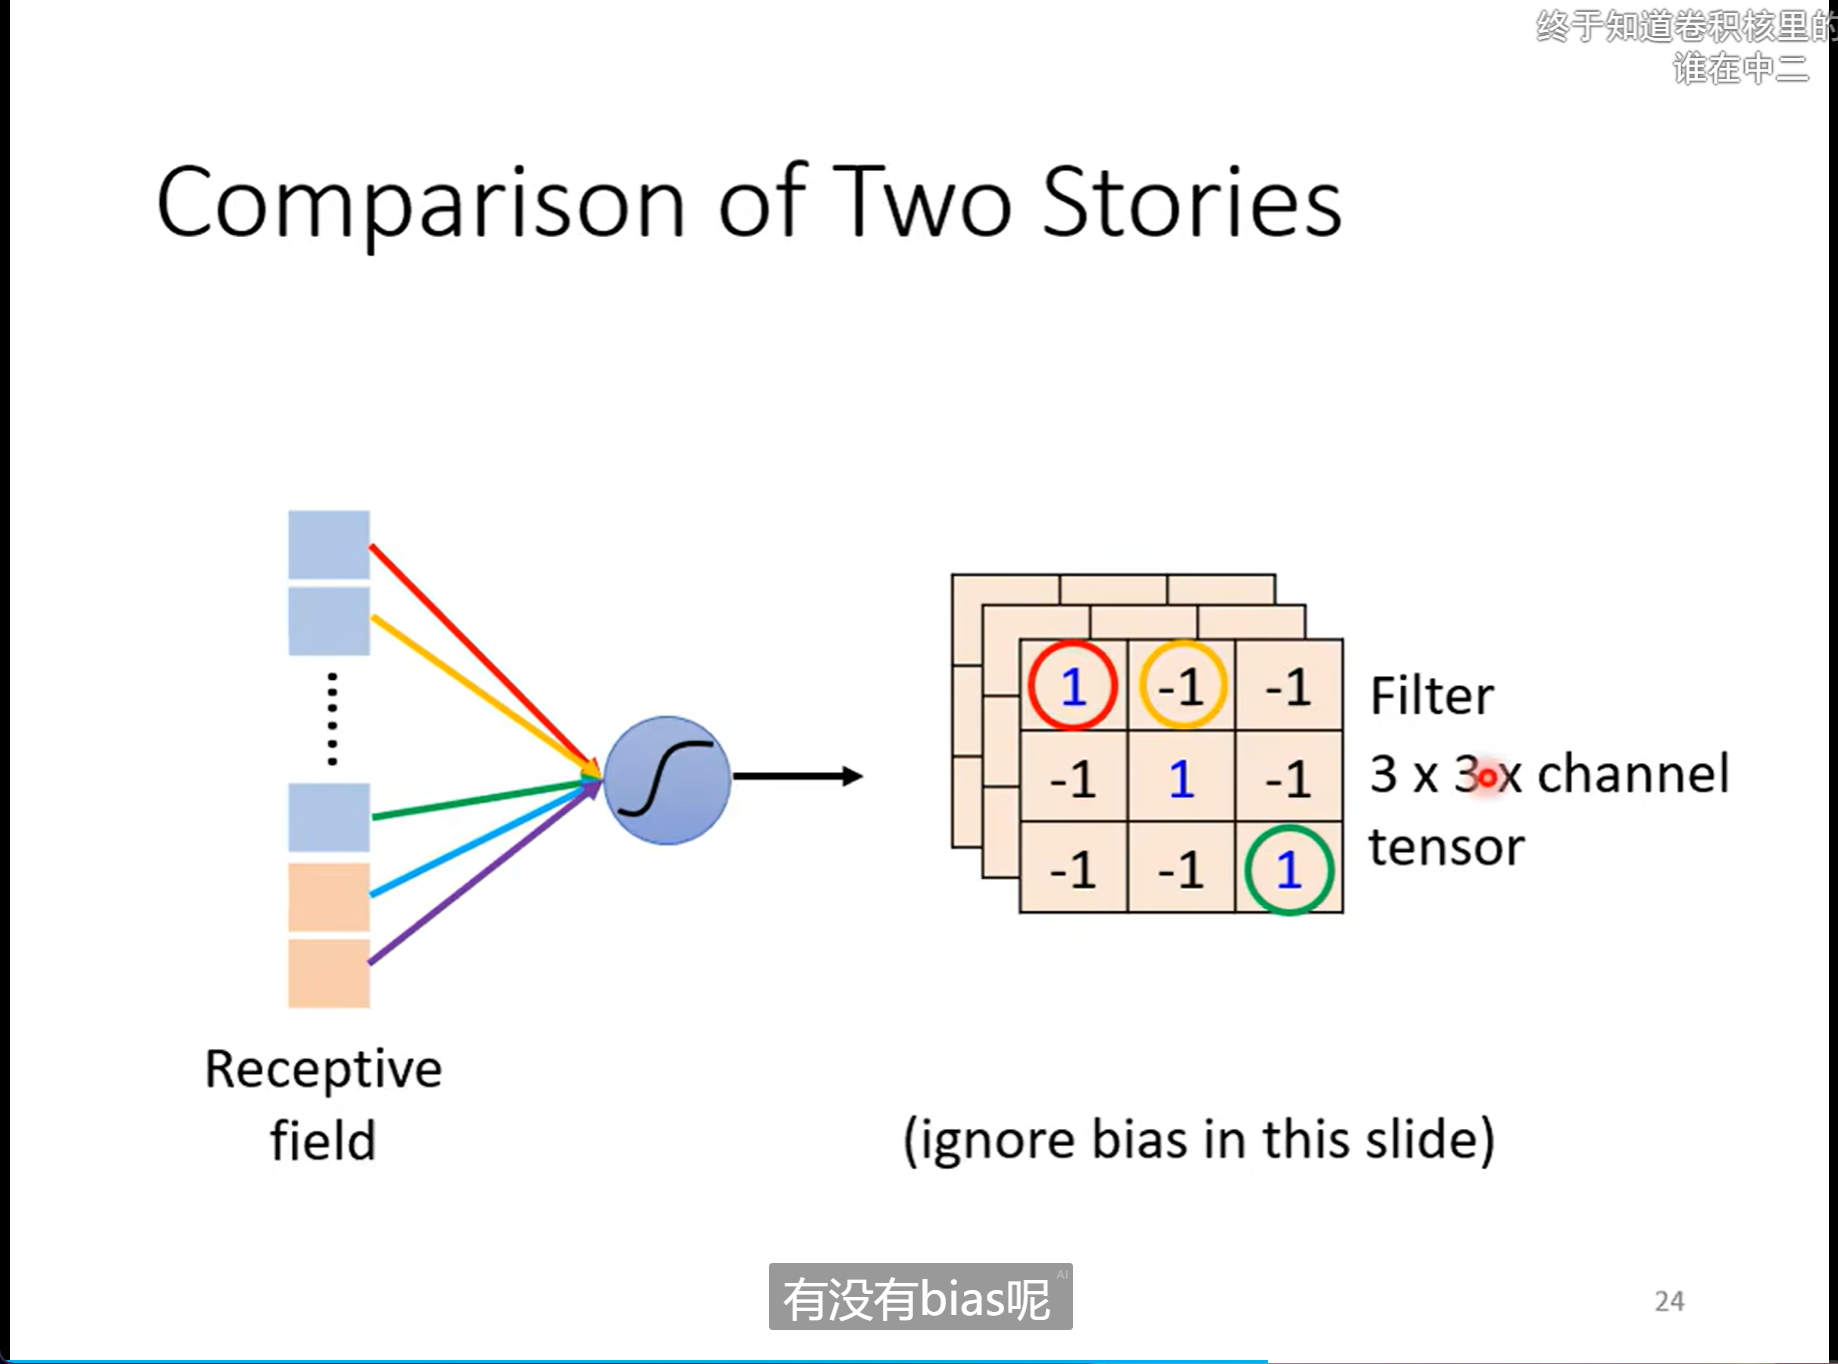 终于知道卷积核里的
谁在中二
Comparison of Two Stories
1 -1 -1
-1 1 -1
-1 -1 1
Filter
3 x 3 x channel
tensor
Receptive
field
(ignore bias in this slide)
有没有bias呢
AI
24